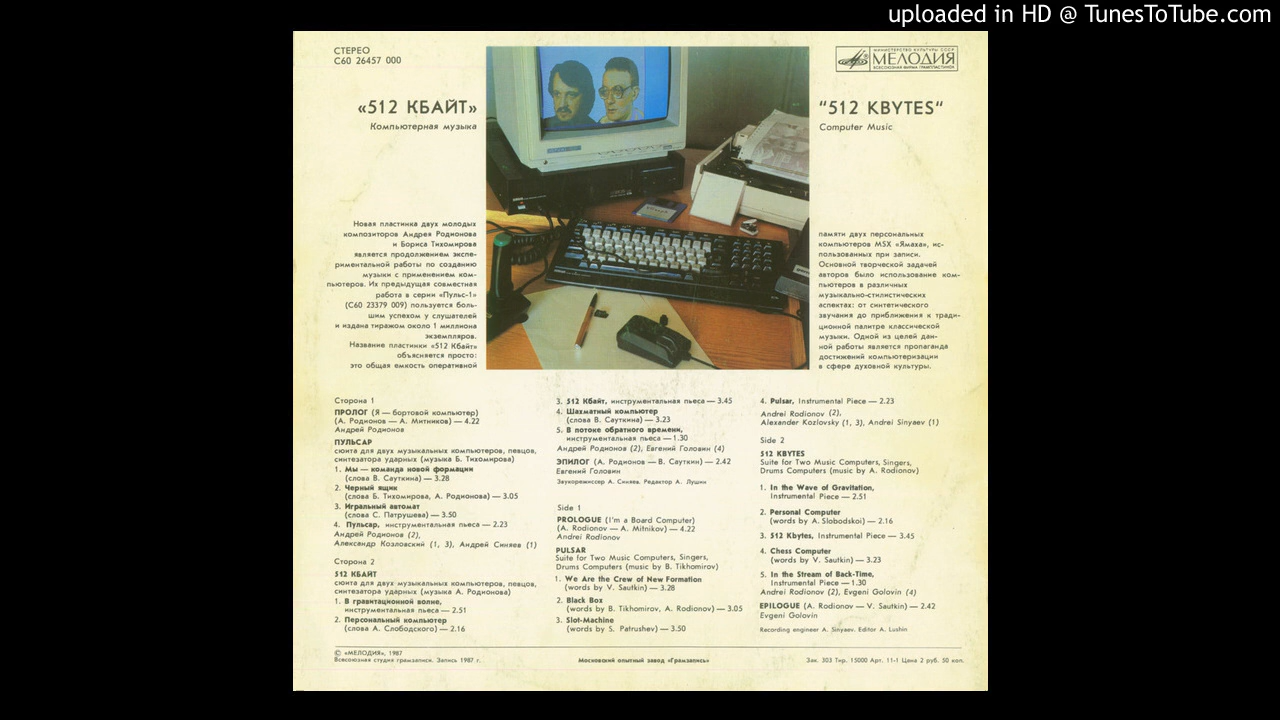 uploaded in HD @ TunesToTube.com
СТЕРЕО
С60 26457 000
МИНИСТЕРСТВО КУЛЬТУРЫ СССР
МЕЛОДИЯ
ВСЕСОЮЗНАЯ ФИРМА ГРАМПЛАСТИНОК
«512 КБАЙТ»
Компьютерная музыка
"512 KBYTES"
Computer Music
Новая пластинка двух молодых
композиторов Андрея Родионова
и Бориса Тихомирова
является продолжением экспе-
риментальной работы по созданию
музыки с применением ком-
пьютеров. Их предыдущая совместная
работа в серии «Пульс-1»
(С60 23379 009) пользуется боль-
шим успехом у слушателей
и издана тиражом около 1 миллиона
экземпляров.
Название пластинки «512 Кбайт»
объясняется просто:
это общая емкость оперативной
памяти двух персональных
компьютеров MSX «Ямаха», ис-
пользованных при записи.
Основной творческой задачей
авторов было использование ком-
пьютеров в различных
музыкально-стилистических
аспектах: от синтетического
звучания до приближения к тради-
ционной палитре классической
музыки. Одной из целей дан-
ной работы является пропаганда
достижений компьютеризации
в сфере духовной культуры.
Сторона 1
ПРОЛОГ (Я — бортовой компьютер)
(А. Родионов — А. Митников) — 4.22
Андрей Родионов
ПУЛЬСАР
сюита для двух музыкальных компьютеров, певцов,
синтезатора ударных (музыка Б. Тихомирова)
1. Мы — команда новой формации
(слова В. Сауткина) — 3.28
2. Черный ящик
(слова Б. Тихомирова, А. Родионова) — 3.05
3. Игральный автомат
(слова С. Патрушева) — 3.50
4. Пульсар, инструментальная пьеса — 2.23
Андрей Родионов (2),
Александр Козловский (1, 3), Андрей Синяев (1)
Сторона 2
512 КБАЙТ
сюита для двух музыкальных компьютеров, певцов,
синтезатора ударных (музыка А. Родионова)
1. В гравитационной волне,
инструментальная пьеса — 2.51
2. Персональный компьютер
(слова А. Слободского) — 2.16
3. 512 Кбайт, инструментальная пьеса — 3.45
4. Шахматный компьютер
(слова В. Сауткина) — 3.23
5. В потоке обратного времени,
инструментальная пьеса — 1.30
Андрей Родионов (2), Евгений Головин (4)
ЭПИЛОГ (А. Родионов — В. Сауткин) — 2.42
Евгений Головин
Звукорежиссер А. Синяев. Редактор А. Лушин
Side 1
PROLOGUE (I'm a Board Computer)
(A. Rodionov — A. Mitnikov) — 4.22
Andrei Rodionov
PULSAR
Suite for Two Music Computers, Singers,
Drums Computers (music by B. Tikhomirov)
1. We Are the Crew of New Formation
(words by V. Sautkin) — 3.28
2. Black Box
(words by B. Tikhomirov, A. Rodionov) — 3.05
3. Slot-Machine
(words by S. Patrushev) — 3.50
4. Pulsar, Instrumental Piece — 2.23
Andrei Rodionov (2),
Alexander Kozlovsky (1, 3), Andrei Sinyaev (1)
Side 2
512 KBYTES
Suite for Two Music Computers, Singers,
Drums Computers (music by A. Rodionov)
1. In the Wave of Gravitation,
Instrumental Piece — 2.51
2. Personal Computer
(words by A. Slobodskoi) — 2.16
3. 512 Kbytes, Instrumental Piece — 3.45
4. Chess Computer
(words by V. Sautkin) — 3.23
5. In the Stream of Back-Time,
Instrumental Piece — 1.30
Andrei Rodionov (2), Evgeni Golovin (4)
EPILOGUE (A. Rodionov — V. Sautkin) — 2.42
Evgeni Golovin
Recording engineer A. Sinyaev. Editor A. Lushin
© «МЕЛОДИЯ», 1987
Всесоюзная студия грамзаписи. Запись 1987 г.
Московский опытный завод «Грамзапись»
Зак. 303 Тир. 15000 Арт. 11-1 Цена 2 руб. 50 коп.